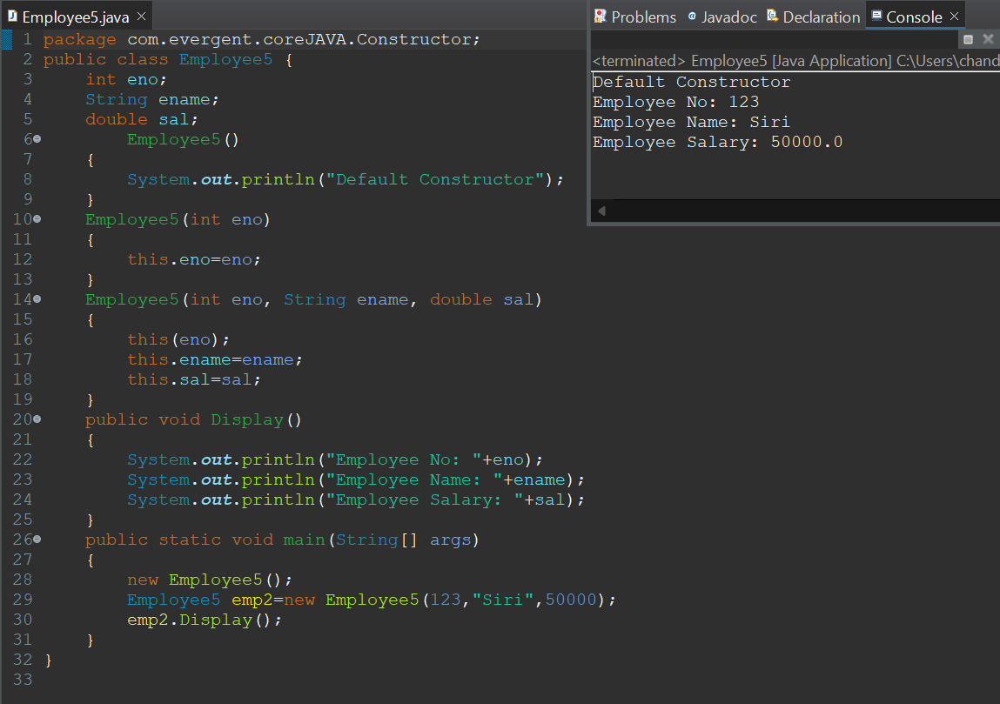 Employee5.java
1 package com.evergent.coreJAVA.Constructor;
2 public class Employee5 {
3 int eno;
4 String ename;
5 double sal;
6 Employee5()
7 {
8 System.out.println("Default Constructor");
9 }
10 Employee5(int eno)
11 {
12 this.eno=eno;
13 }
14 Employee5(int eno, String ename, double sal)
15 {
16 this(eno);
17 this.ename=ename;
18 this.sal=sal;
19 }
20 public void Display()
21 {
22 System.out.println("Employee No: "+eno);
23 System.out.println("Employee Name: "+ename);
24 System.out.println("Employee Salary: "+sal);
25 }
26 public static void main(String[] args)
27 {
28 new Employee5();
29 Employee5 emp2=new Employee5(123,"Siri",50000);
30 emp2.Display();
31 }
32 }
33
Problems @ Javadoc Declaration Console
<terminated> Employee5 [Java Application] C:\Users\chand
Default Constructor
Employee No: 123
Employee Name: Siri
Employee Salary: 50000.0